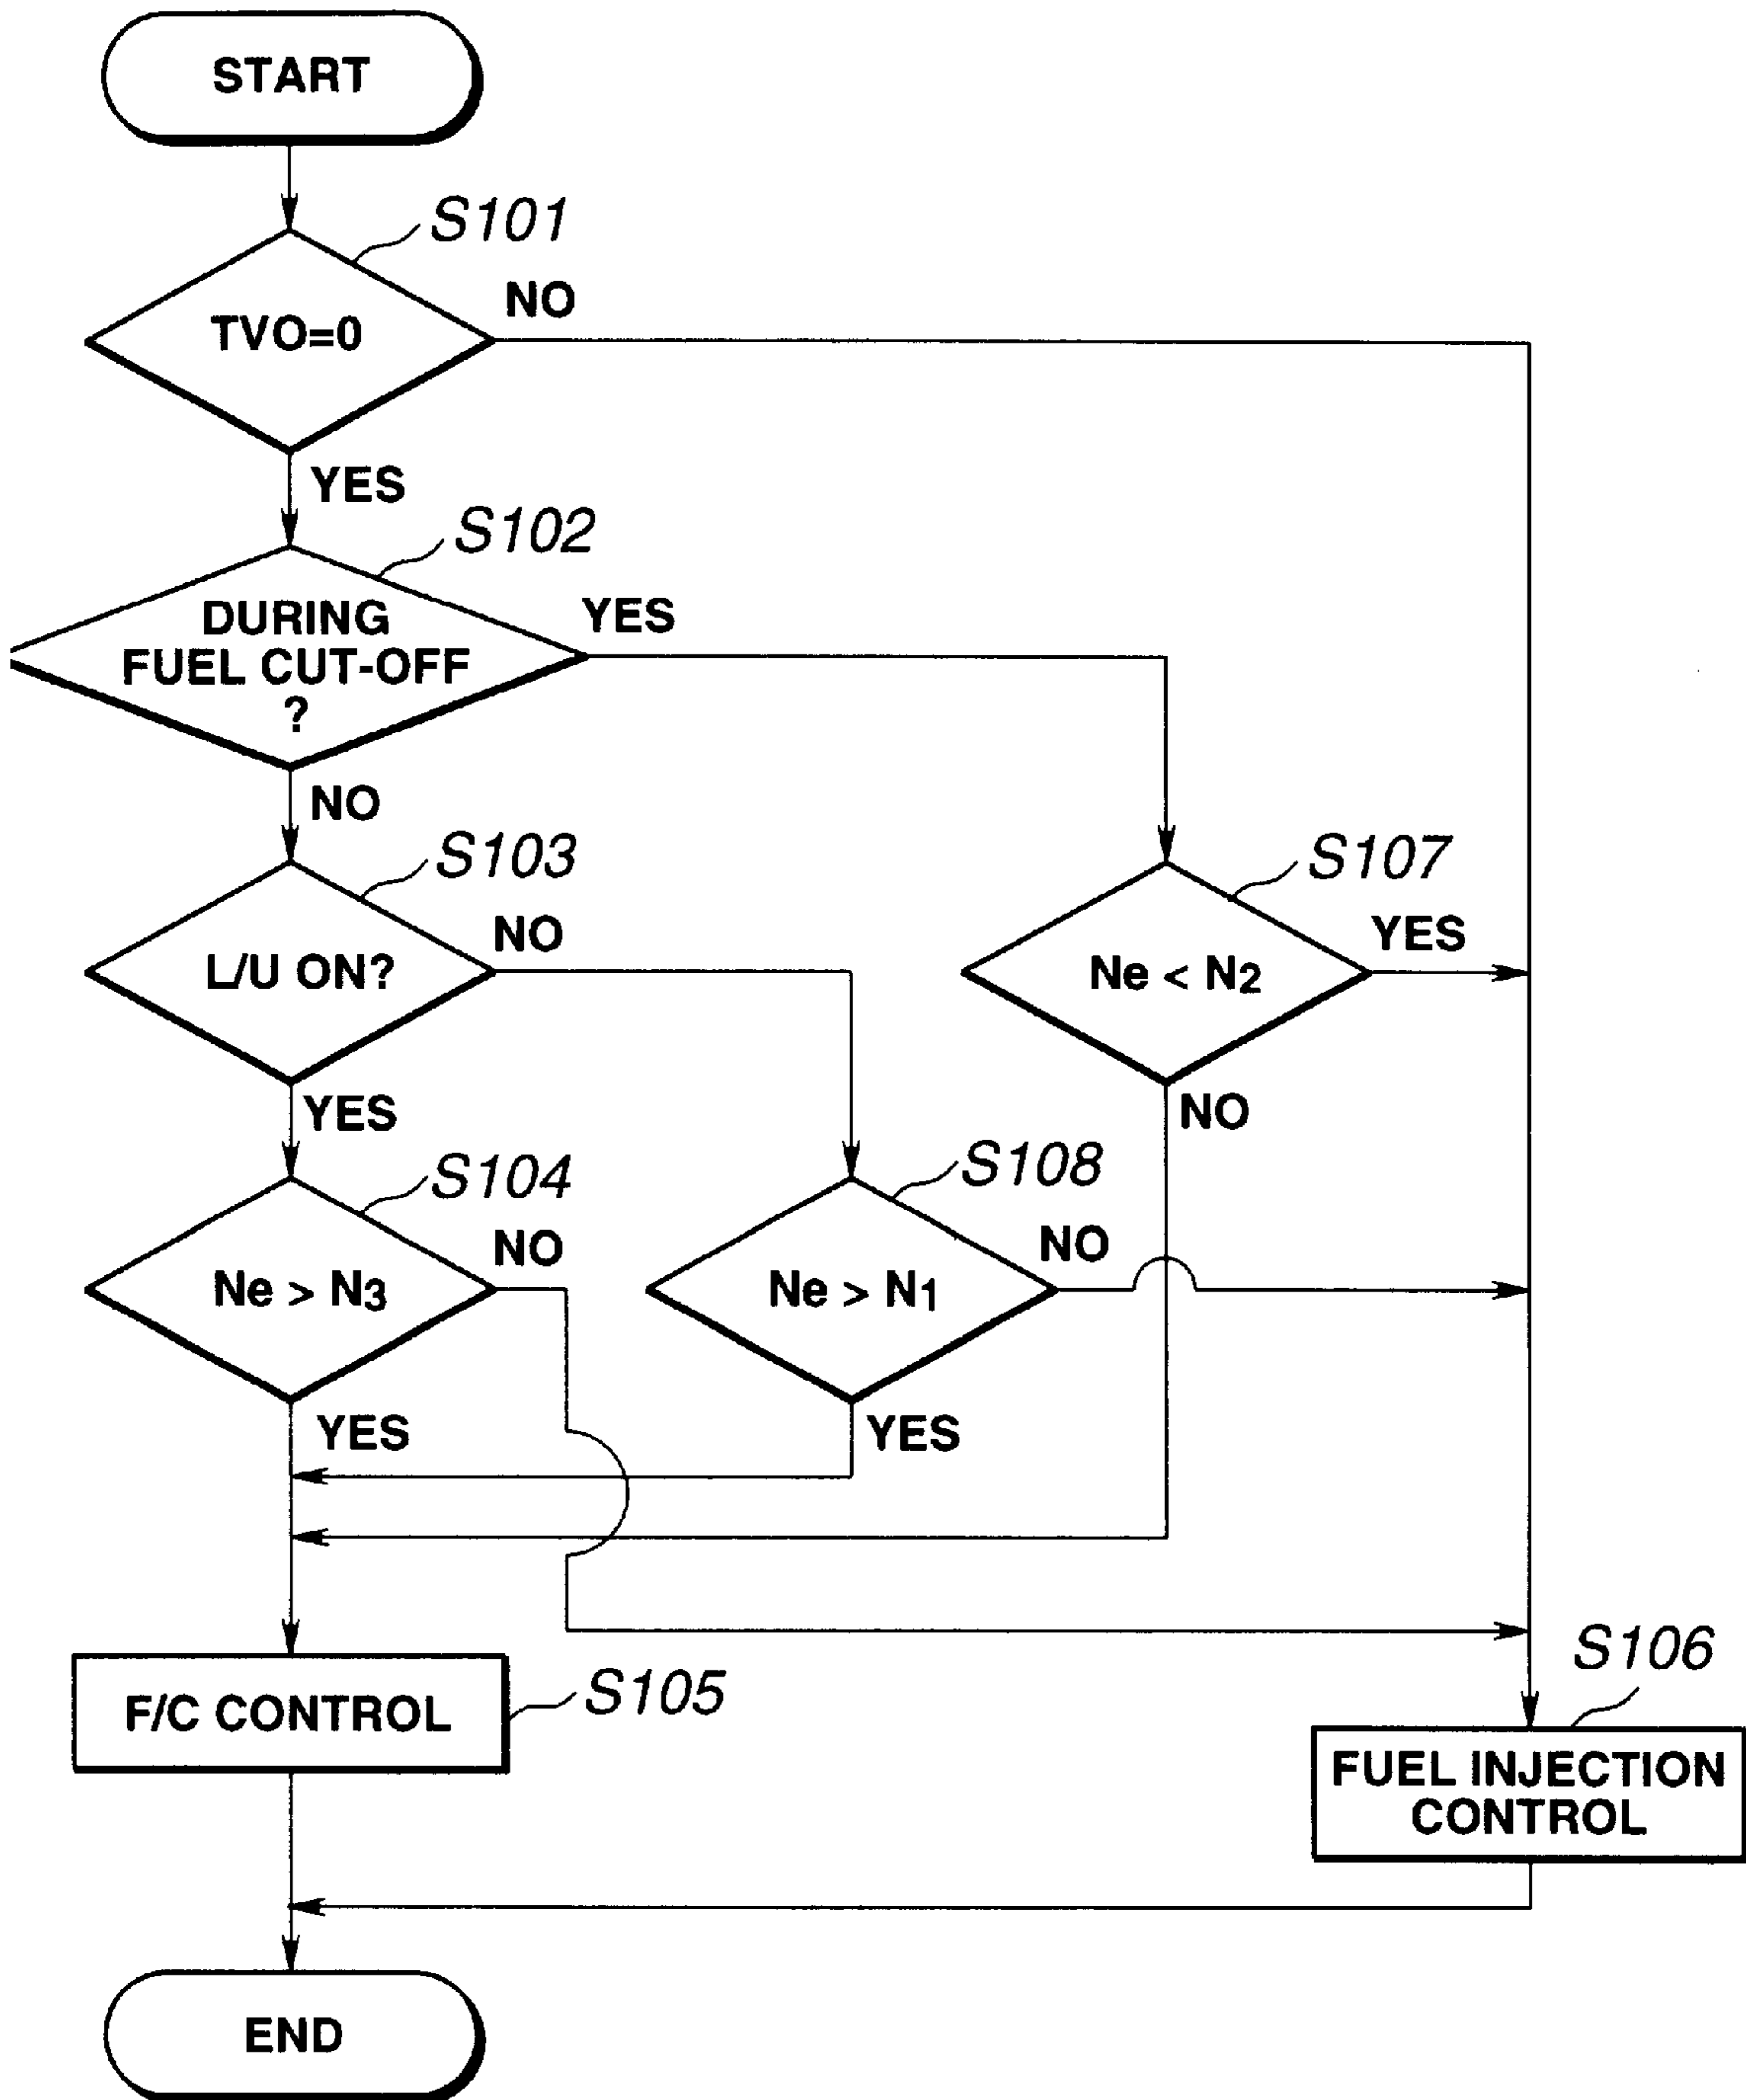 START
S101
TVO=0
NO
YES
S102
DURING
FUEL CUT-OFF
?
YES
NO
S103
L/U ON?
NO
YES
S107
Ne < N2
YES
NO
S104
Ne > N3
NO
YES
S108
Ne > N1
NO
YES
F/C CONTROL
S105
S106
FUEL INJECTION
CONTROL
END